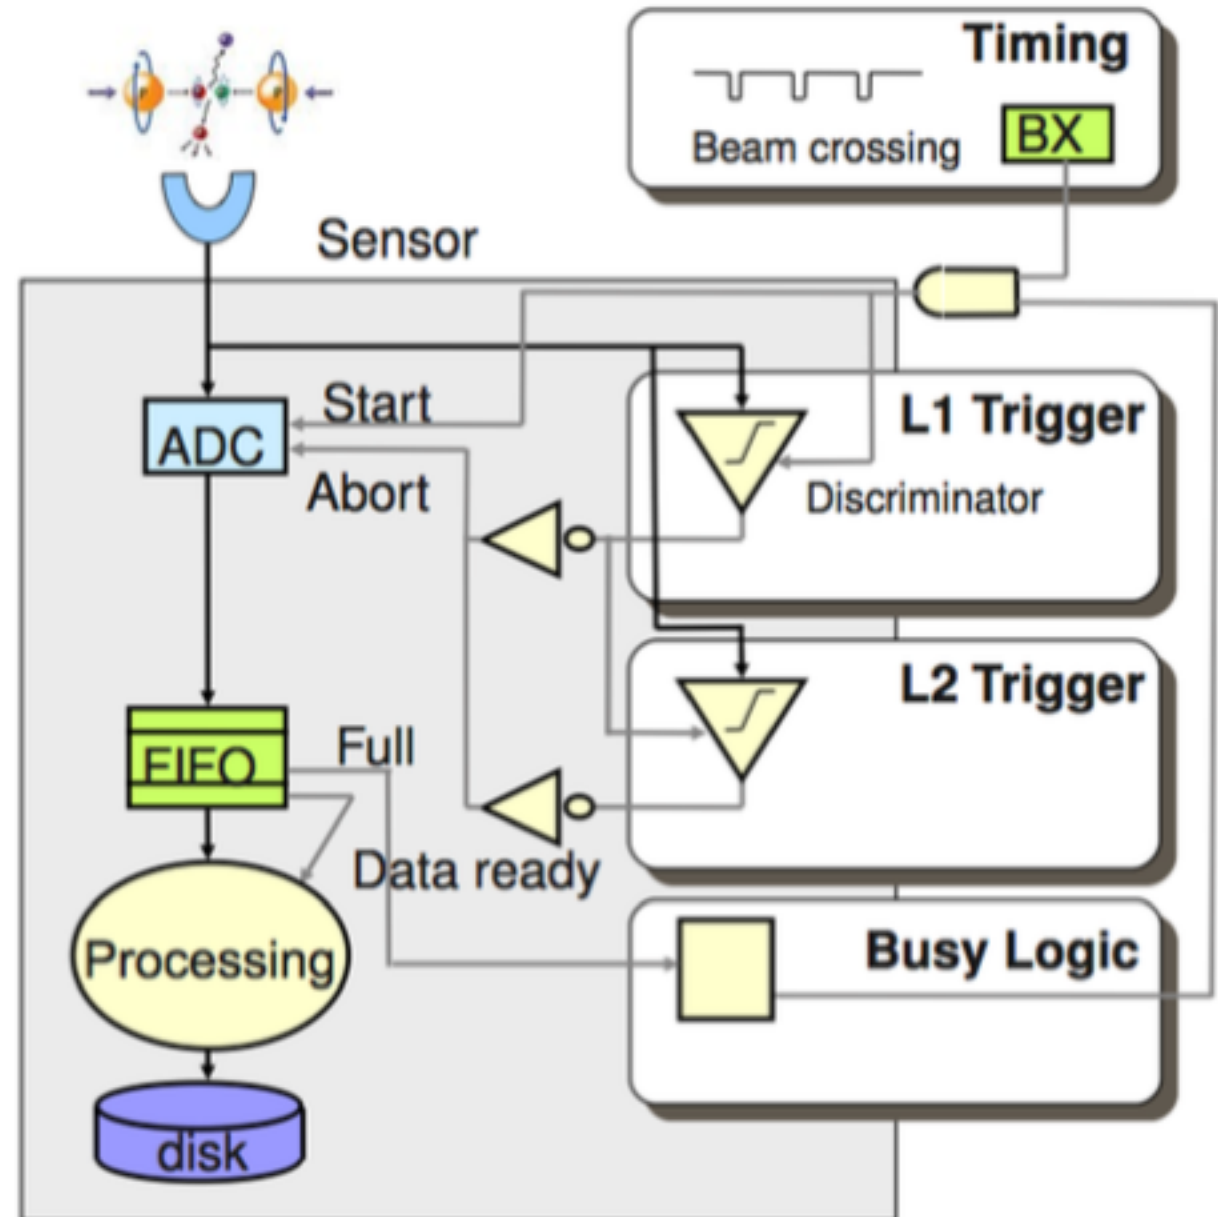 Timing
Beam crossing
BX
Sensor
Start
ADC
Abort
L1 Trigger
Discriminator
L2 Trigger
FIFO
Full
Data ready
Processing
Busy Logic
disk